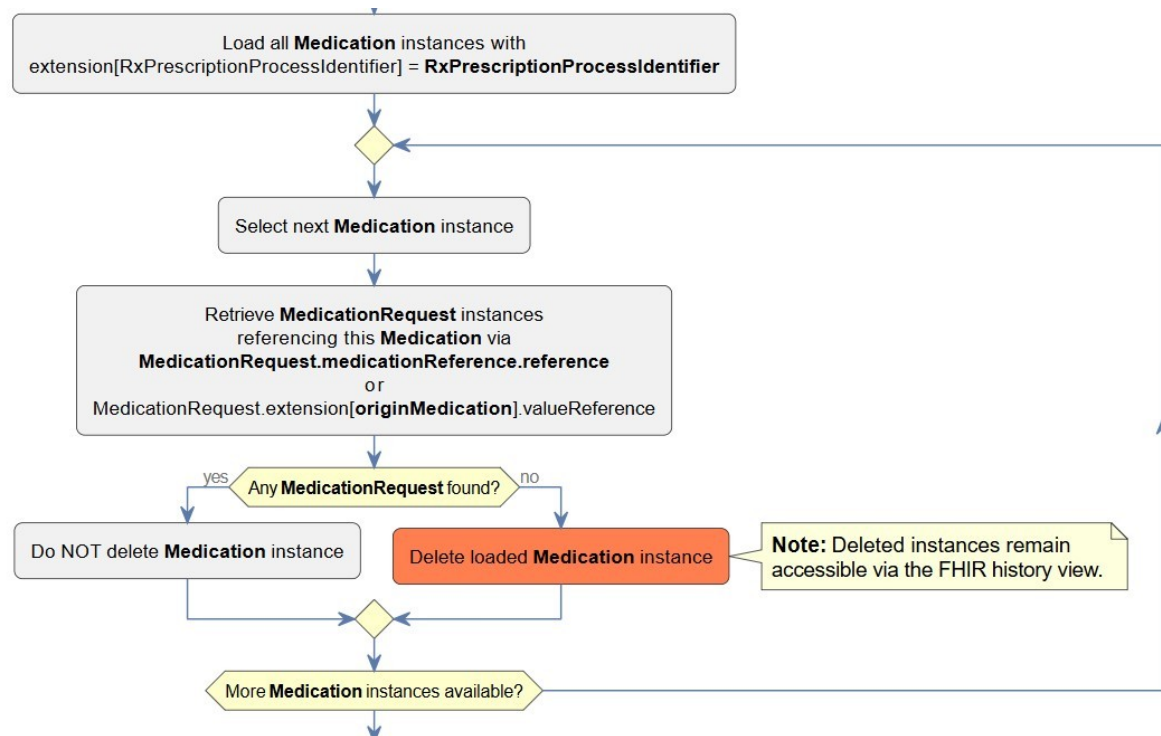 Load all Medication instances with
extension[RxPrescriptionProcessIdentifier] = RxPrescriptionProcessIdentifier
Select next Medication instance
Retrieve MedicationRequest instances
referencing this Medication via
MedicationRequest.medicationReference.reference
or
MedicationRequest.extension[originMedication].valueReference
yes
Any MedicationRequest found?
no
Do NOT delete Medication instance
Delete loaded Medication instance
Note: Deleted instances remain
accessible via the FHIR history view.
More Medication instances available?